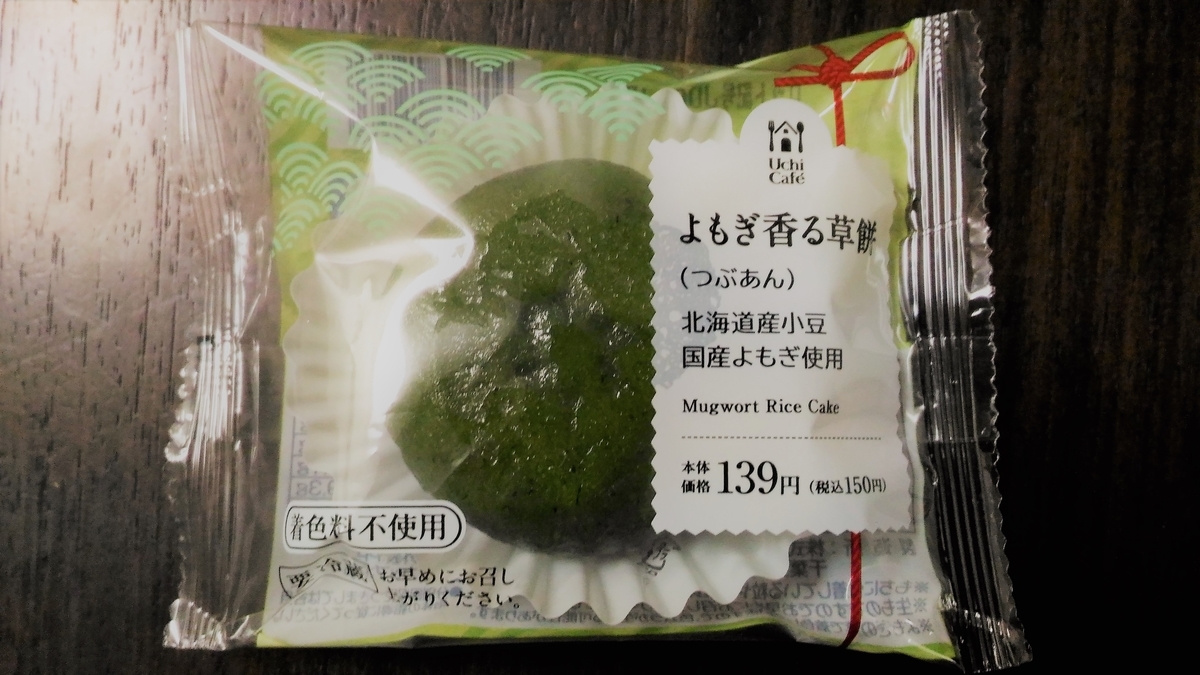 Uchi
Café
よもぎ香る草餅
(つぶあん)
北海道産小豆
国産よもぎ使用
Mugwort Rice Cake
本体
価格 139円 (税込150円)
着色料不使用
要冷蔵 お早めにお召し
上がりください。